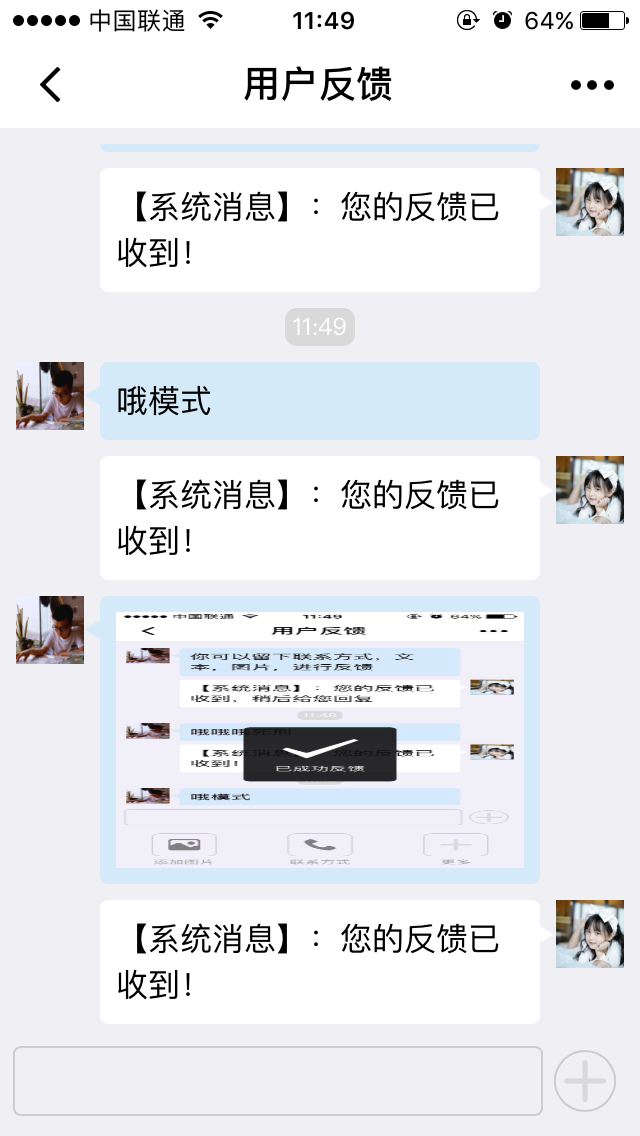 中国联通 11:49 64%
用户反馈
【系统消息】：您的反馈已
收到！
11:49
哦模式
【系统消息】：您的反馈已
收到！
中国联通 11:49 64%
用户反馈
你可以留下联系方式，文
本，图片，进行反馈
【系统消息】：您的反馈已
收到，稍后给您回复
11:49
哦哦哦
【系统消息】：您的反馈已
收到！
已成功反馈
哦模式
添加图片 联系方式 更多
【系统消息】：您的反馈已
收到！